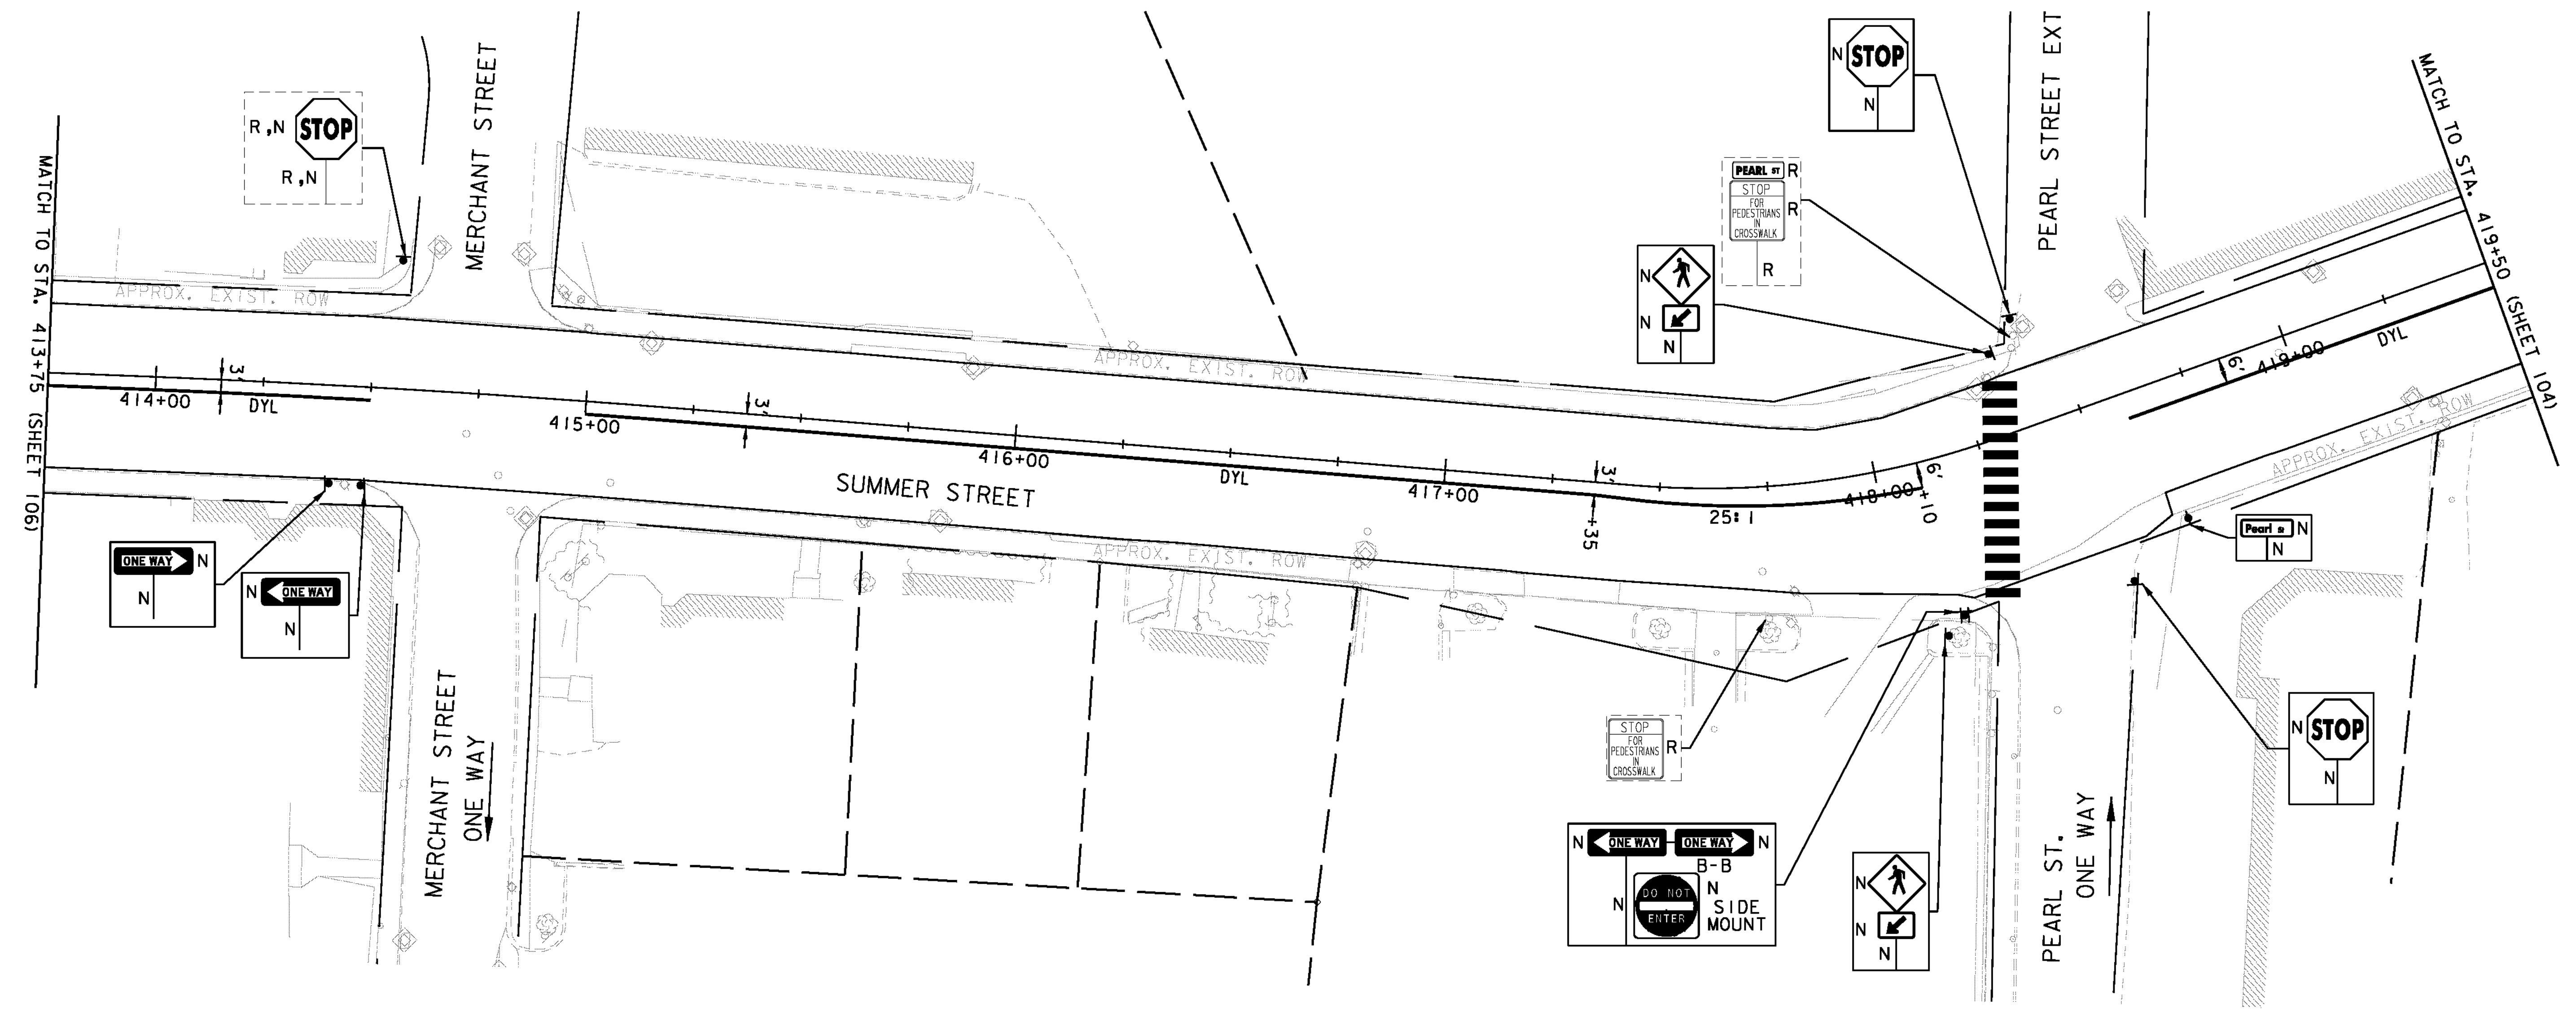 MATCH TO STA. 413+75 (SHEET 106)
R,N STOP
R,N
MERCHANT STREET
APPROX. EXIST. ROW
414+00
3'
DYL
415+00
3'
416+00
DYL
417+00
3'
+35
25:1
418+00
+10
6'
SUMMER STREET
APPROX. EXIST. ROW
APPROX. EXIST. ROW
N STOP
N
PEARL STREET EXT
PEARL ST R
STOP
FOR
PEDESTRIANS
IN
CROSSWALK
R
R
N
N
N
6'
419+00
DYL
MATCH TO STA. 419+50 (SHEET 104)
APPROX. EXIST. ROW
Pearl St N
N
N STOP
N
ONE WAY N
N
N ONE WAY
N
MERCHANT STREET
ONE WAY
STOP
FOR
PEDESTRIANS
IN
CROSSWALK
R
N ONE WAY ONE WAY N
B-B
DO NOT
ENTER
N
N
SIDE
MOUNT
N
N
N
PEARL ST.
ONE WAY